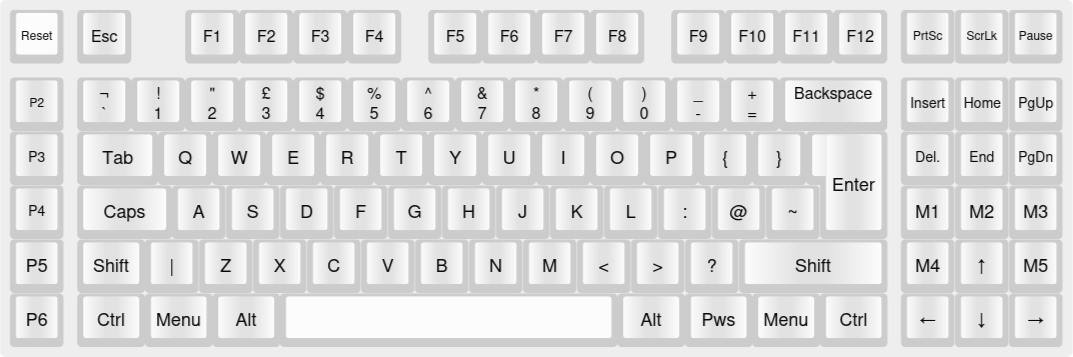 Reset Esc F1 F2 F3 F4 F5 F6 F7 F8 F9 F10 F11 F12 PrtSc ScrLk Pause
¬ ! " £ $ % ^ & * ( ) _ + Backspace
P2 ` 1 2 3 4 5 6 7 8 9 0 - = Insert Home PgUp
P3 Tab Q W E R T Y U I O P { } Del. End PgDn
Enter
P4 Caps A S D F G H J K L : @ ~ M1 M2 M3
P5 Shift | Z X C V B N M < > ? Shift M4 ↑ M5
P6 Ctrl Menu Alt Alt Pws Menu Ctrl ← ↓ →